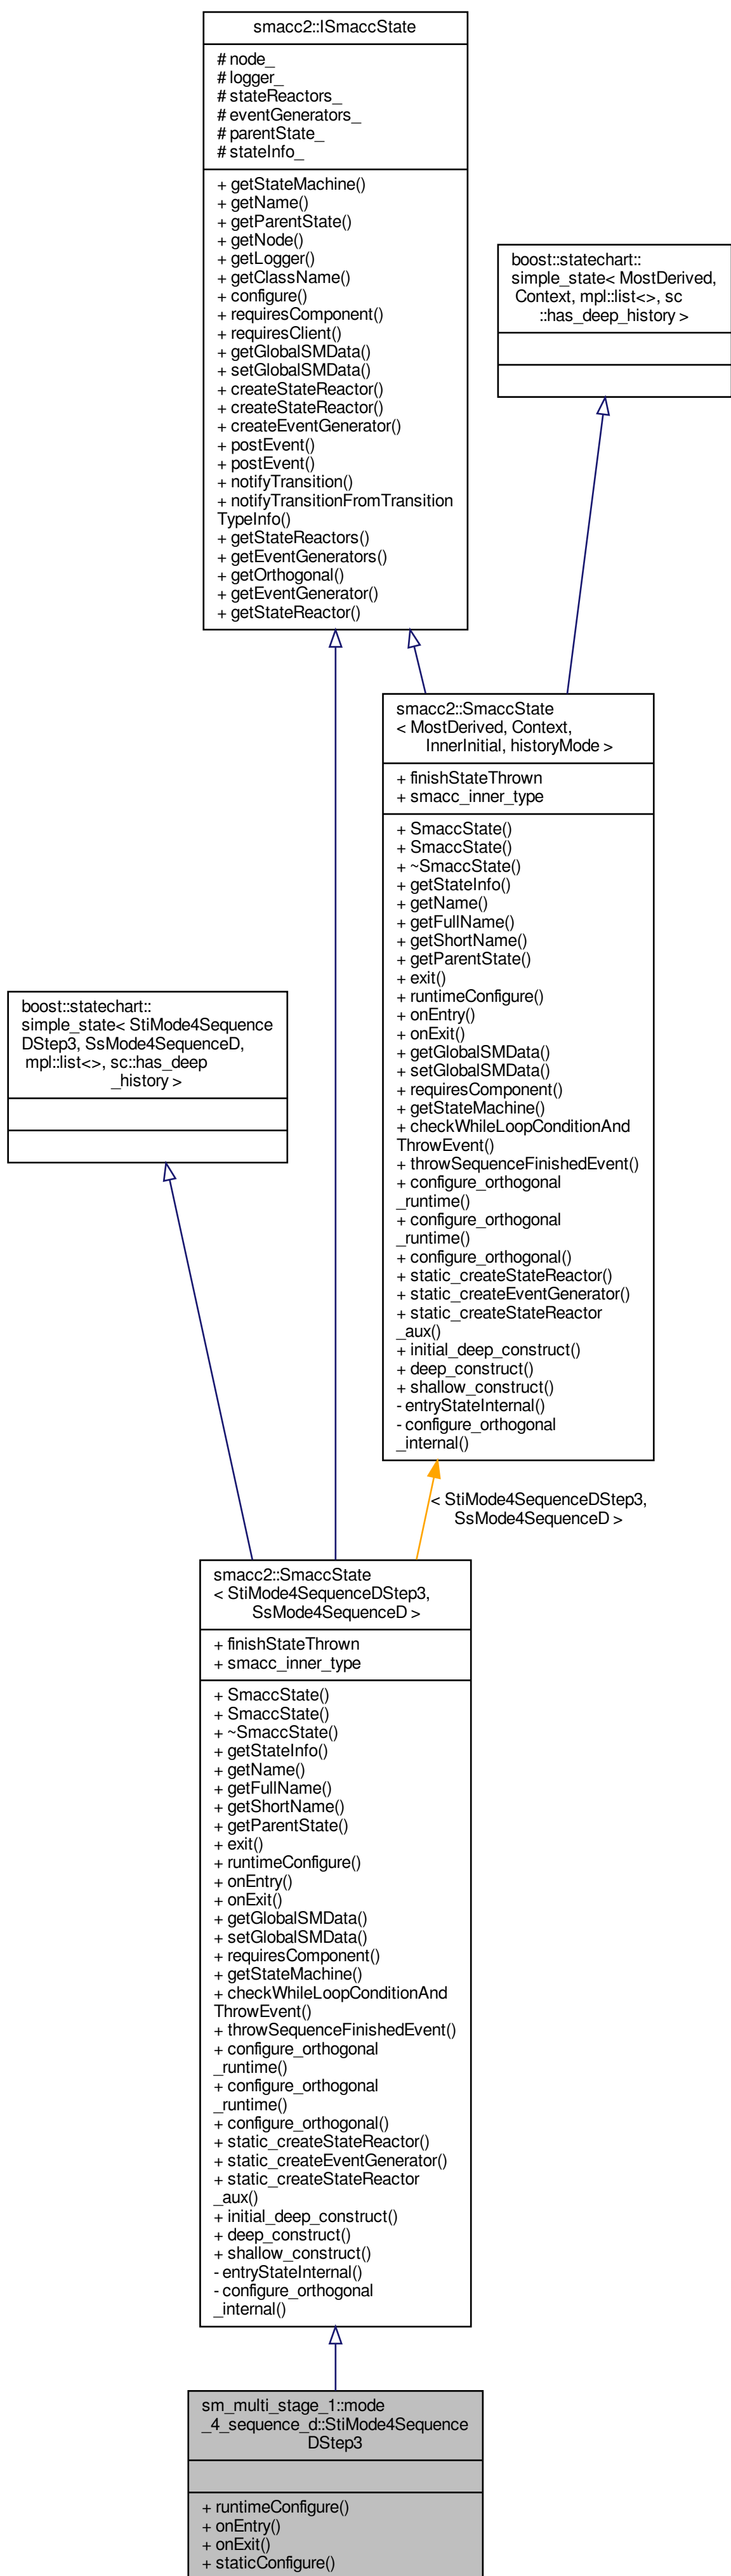 smacc2::ISmaccState
# node_
# logger_
# stateReactors_
# eventGenerators_
# parentState_
# stateInfo_
+ getStateMachine()
+ getName()
+ getParentState()
+ getNode()
+ getLogger()
+ getClassName()
+ configure()
+ requiresComponent()
+ requiresClient()
+ getGlobalSMData()
+ setGlobalSMData()
+ createStateReactor()
+ createStateReactor()
+ createEventGenerator()
+ postEvent()
+ postEvent()
+ notifyTransition()
+ notifyTransitionFromTransition
TypeInfo()
+ getStateReactors()
+ getEventGenerators()
+ getOrthogonal()
+ getEventGenerator()
+ getStateReactor()
boost::statechart::
simple_state< MostDerived,
Context, mpl::list<>, sc
::has_deep_history >
smacc2::SmaccState
< MostDerived, Context,
InnerInitial, historyMode >
+ finishStateThrown
+ smacc_inner_type
+ SmaccState()
+ SmaccState()
+ ~SmaccState()
+ getStateInfo()
+ getName()
+ getFullName()
+ getShortName()
+ getParentState()
+ exit()
+ runtimeConfigure()
+ onEntry()
+ onExit()
+ getGlobalSMData()
+ setGlobalSMData()
+ requiresComponent()
+ getStateMachine()
+ checkWhileLoopConditionAnd
ThrowEvent()
+ throwSequenceFinishedEvent()
+ configure_orthogonal
_runtime()
+ configure_orthogonal
_runtime()
+ configure_orthogonal()
+ static_createStateReactor()
+ static_createEventGenerator()
+ static_createStateReactor
_aux()
+ initial_deep_construct()
+ deep_construct()
+ shallow_construct()
- entryStateInternal()
- configure_orthogonal
_internal()
boost::statechart::
simple_state< StiMode4Sequence
DStep3, SsMode4SequenceD,
mpl::list<>, sc::has_deep
_history >
< StiMode4SequenceDStep3,
SsMode4SequenceD >
smacc2::SmaccState
< StiMode4SequenceDStep3,
SsMode4SequenceD >
+ finishStateThrown
+ smacc_inner_type
+ SmaccState()
+ SmaccState()
+ ~SmaccState()
+ getStateInfo()
+ getName()
+ getFullName()
+ getShortName()
+ getParentState()
+ exit()
+ runtimeConfigure()
+ onEntry()
+ onExit()
+ getGlobalSMData()
+ setGlobalSMData()
+ requiresComponent()
+ getStateMachine()
+ checkWhileLoopConditionAnd
ThrowEvent()
+ throwSequenceFinishedEvent()
+ configure_orthogonal
_runtime()
+ configure_orthogonal
_runtime()
+ configure_orthogonal()
+ static_createStateReactor()
+ static_createEventGenerator()
+ static_createStateReactor
_aux()
+ initial_deep_construct()
+ deep_construct()
+ shallow_construct()
- entryStateInternal()
- configure_orthogonal
_internal()
sm_multi_stage_1::mode
_4_sequence_d::StiMode4Sequence
DStep3
+ runtimeConfigure()
+ onEntry()
+ onExit()
+ staticConfigure()